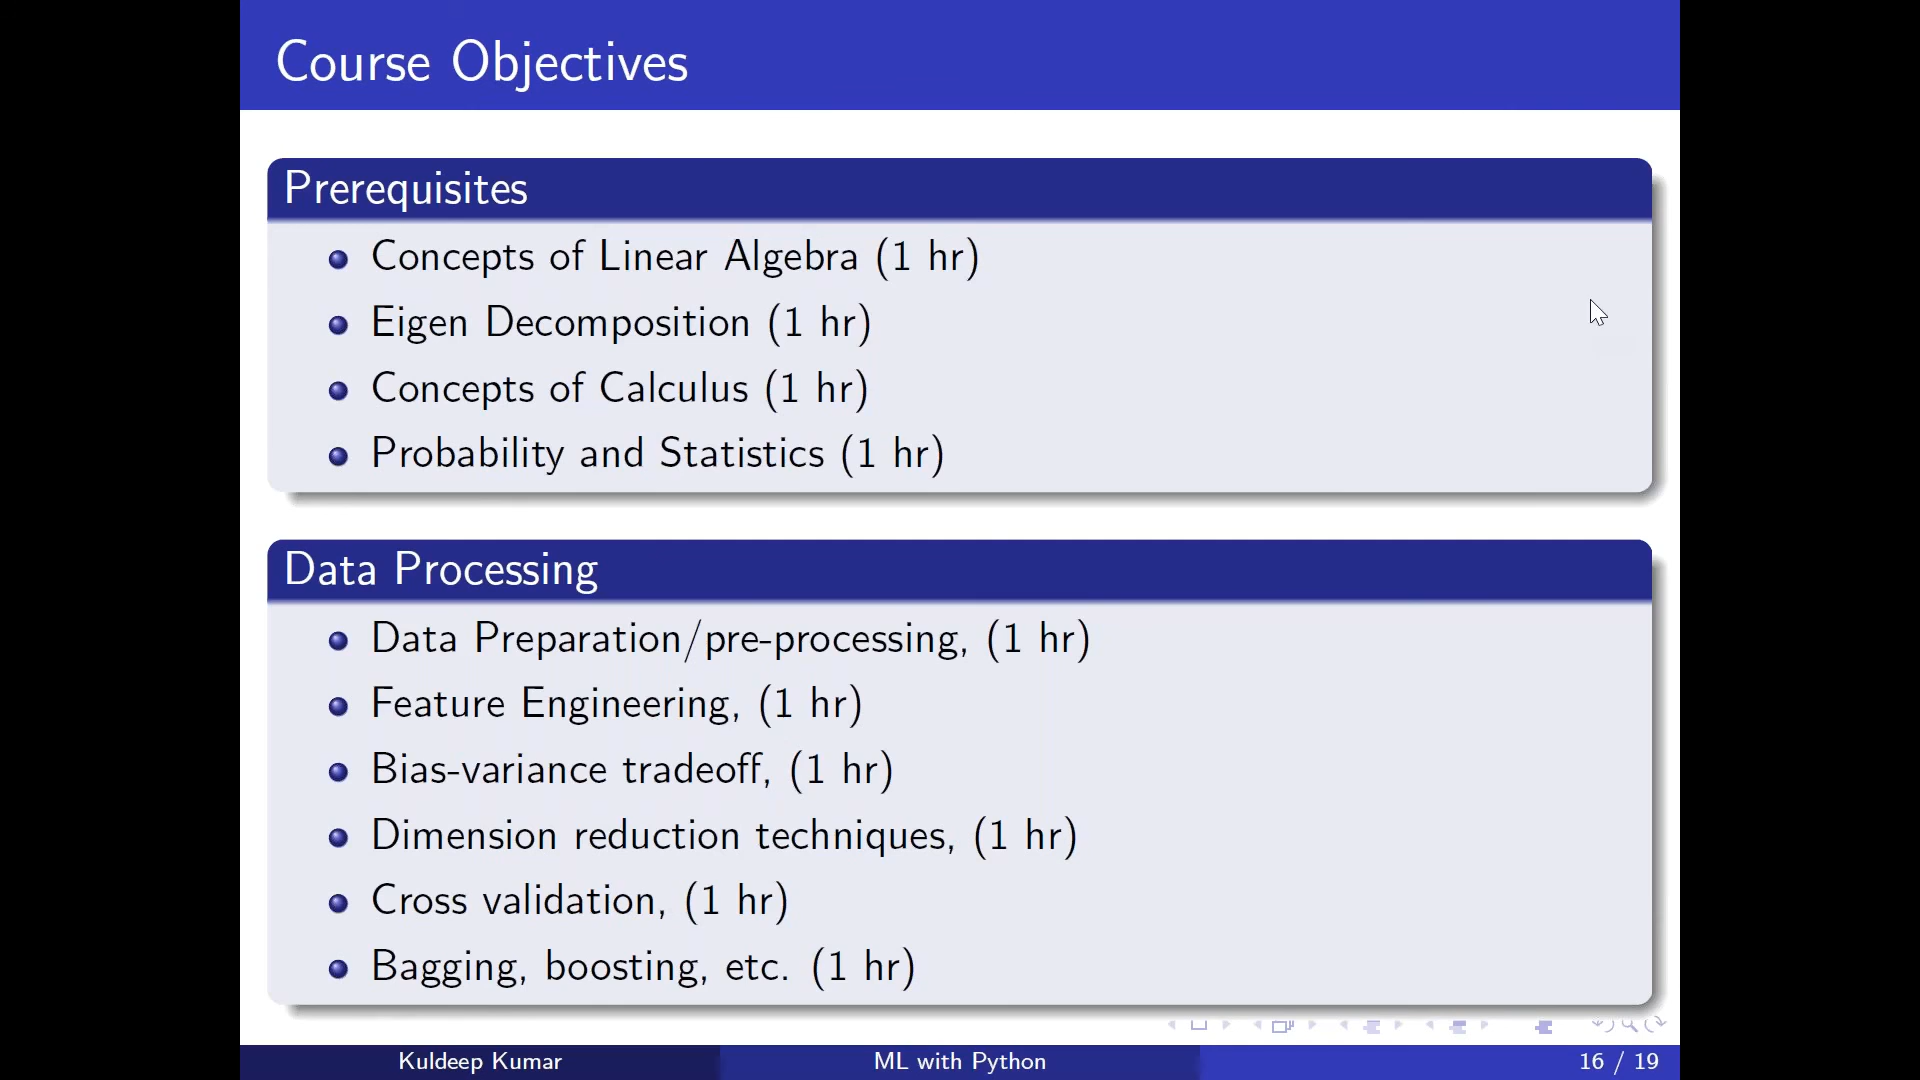 Course Objectives
Prerequisites
Concepts of Linear Algebra (1 hr)
Eigen Decomposition (1 hr)
Concepts of Calculus (1 hr)
Probability and Statistics (1 hr)
Data Processing
Data Preparation/pre-processing, (1 hr)
Feature Engineering, (1 hr)
Bias-variance tradeoff, (1 hr)
Dimension reduction techniques, (1 hr)
Cross validation, (1 hr)
Bagging, boosting, etc. (1 hr)
Kuldeep Kumar ML with Python 16 / 19